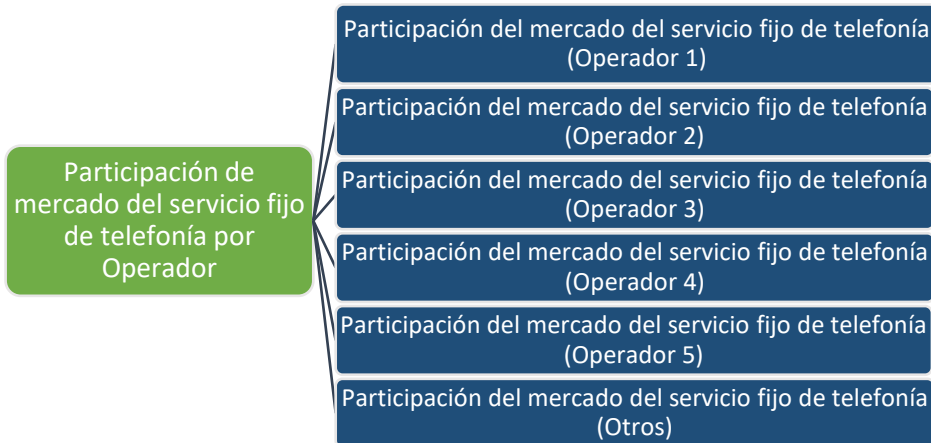 Participación de
mercado del servicio fijo
de telefonía por
Operador
Participación del mercado del servicio fijo de telefonía
(Operador 1)
Participación del mercado del servicio fijo de telefonía
(Operador 2)
Participación del mercado del servicio fijo de telefonía
(Operador 3)
Participación del mercado del servicio fijo de telefonía
(Operador 4)
Participación del mercado del servicio fijo de telefonía
(Operador 5)
Participación del mercado del servicio fijo de telefonía
(Otros)